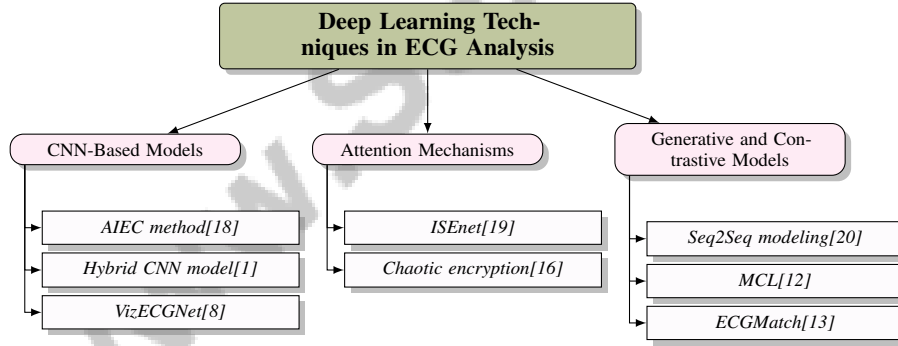 Deep Learning Tech-
niques in ECG Analysis
CNN-Based Models
AIEC method[18]
Hybrid CNN model[1]
VizECGNet[8]
Attention Mechanisms
ISEnet[19]
Chaotic encryption[16]
Generative and Con-
trastive Models
Seq2Seq modeling[20]
MCL[12]
ECGMatch[13]